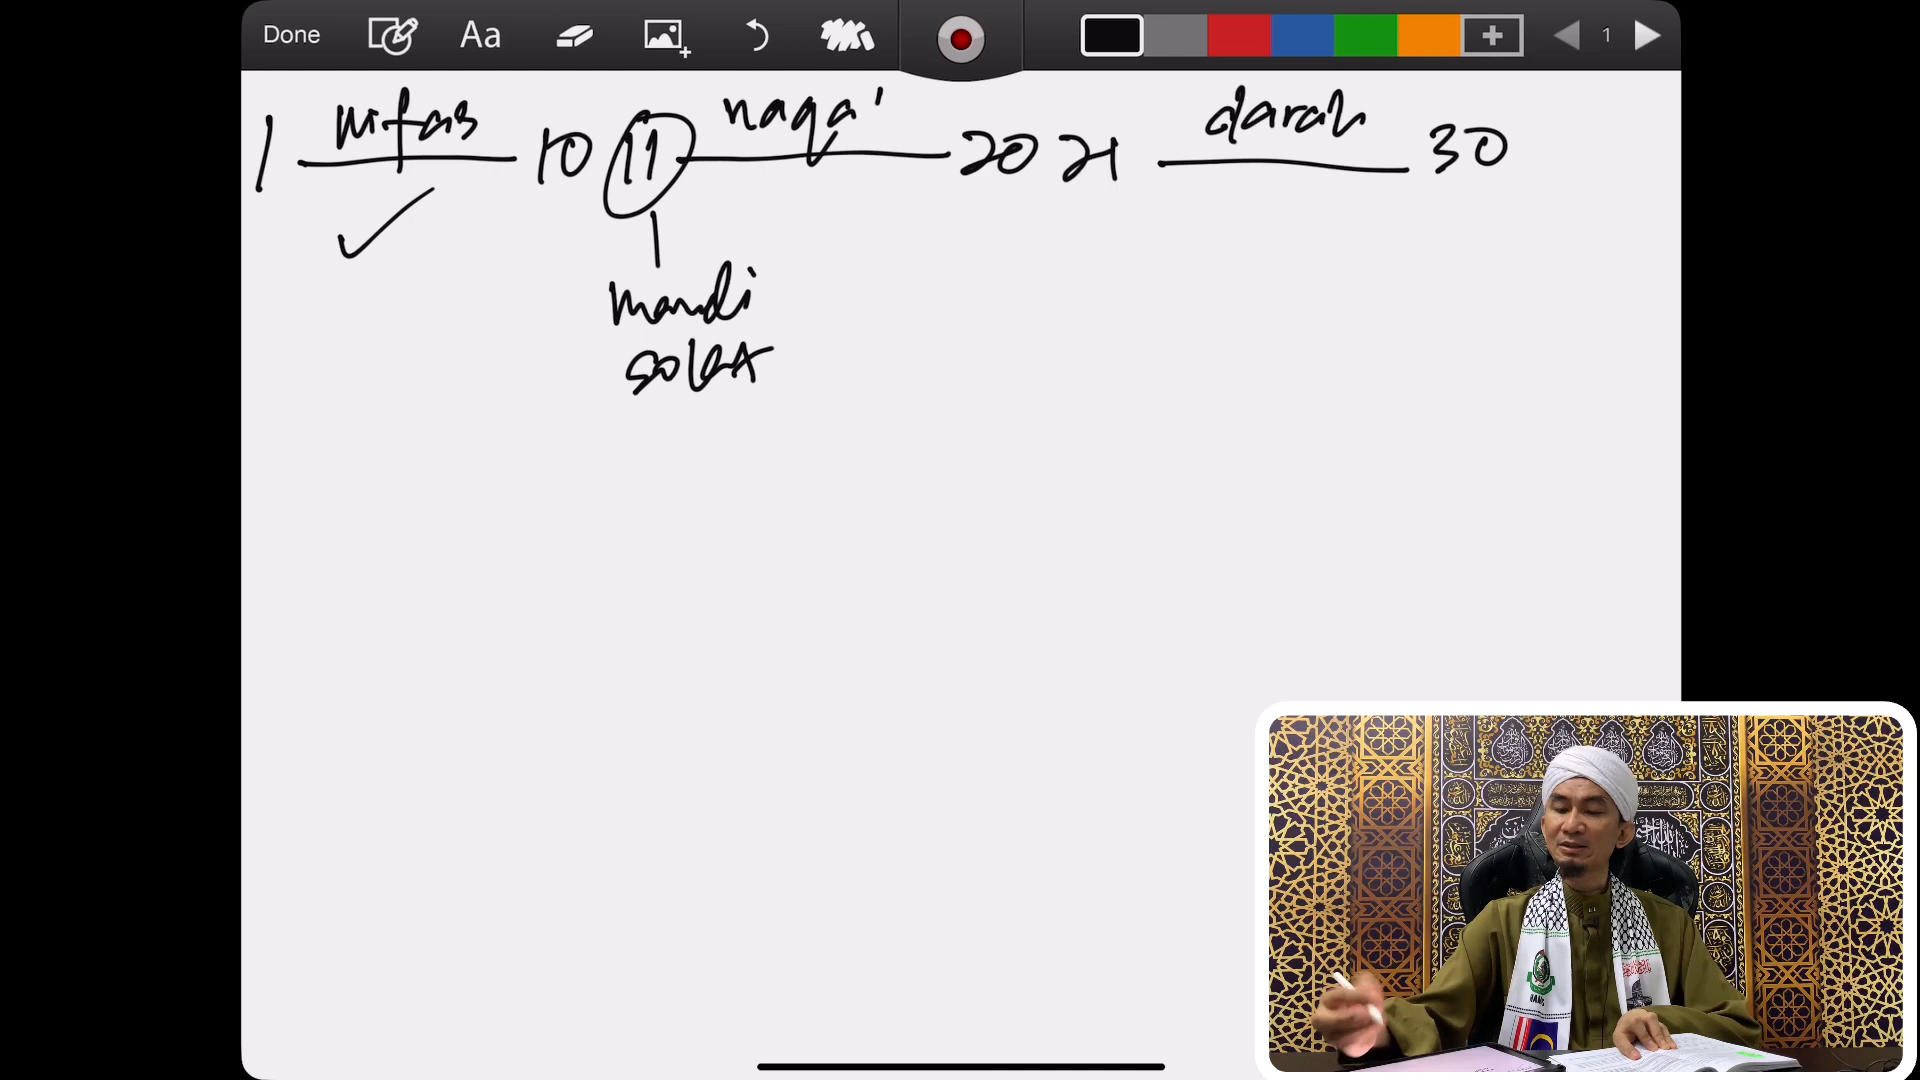 Done Aa 1
nifas naqa' darah
1 10 11 20 21 30
mandi
solat